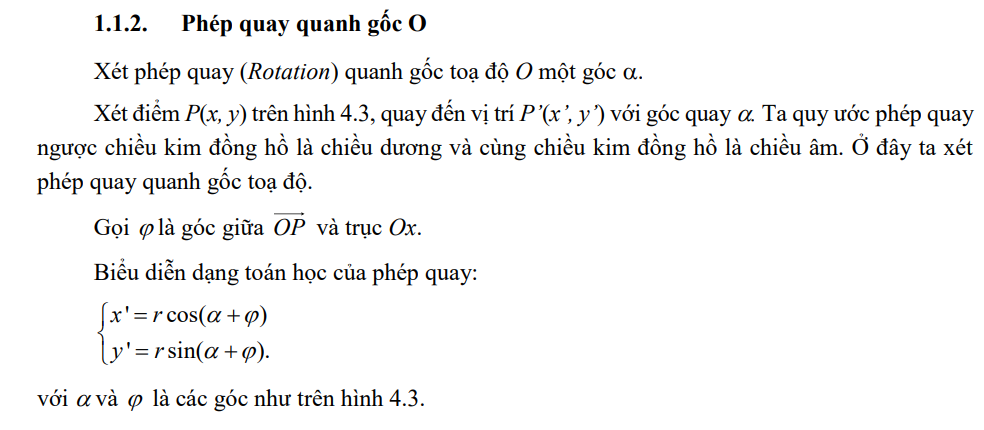 1.1.2. Phép quay quanh gốc O
Xét phép quay (Rotation) quanh gốc toạ độ O một góc α.
Xét điểm P(x, y) trên hình 4.3, quay đến vị trí P’(x’, y’) với góc quay α. Ta quy ước phép quay
ngược chiều kim đồng hồ là chiều dương và cùng chiều kim đồng hồ là chiều âm. Ở đây ta xét
phép quay quanh gốc toạ độ.
Gọi φ là góc giữa OP và trục Ox.
Biểu diễn dạng toán học của phép quay:
x' = r cos(α + φ)
y' = r sin(α + φ).
với α và φ là các góc như trên hình 4.3.